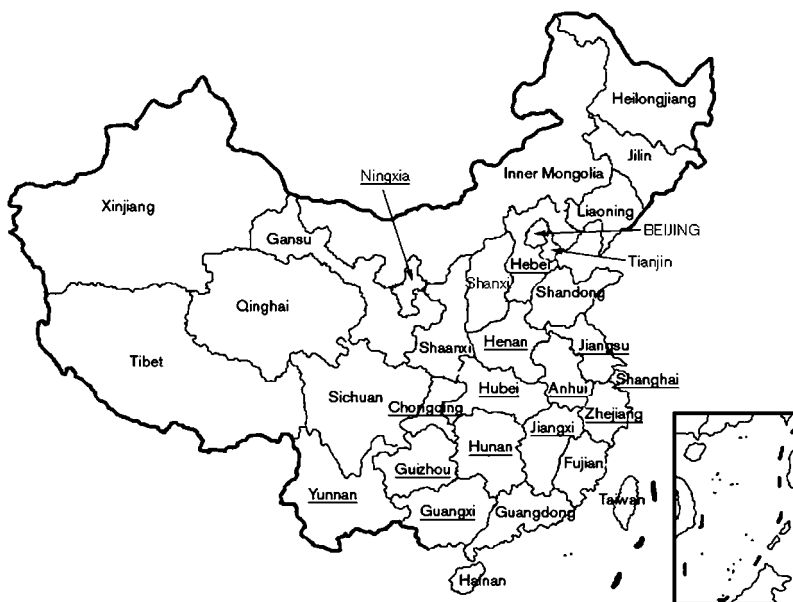 Heilongjiang
Jilin
Inner Mongolia
Ningxia
Xinjiang
Liaoning
BEIJING
Gansu
Tianjin
Hebei
Shanxi
Shandong
Qinghai
Henan
Jiangsu
Shaanxi
Tibet
Shanghai
Hubei
Anhui
Sichuan
Chongqing
Zhejiang
Jiangxi
Hunan
Fujian
Guizhou
Yunnan
Taiwan
Guangxi
Guangdong
Hainan